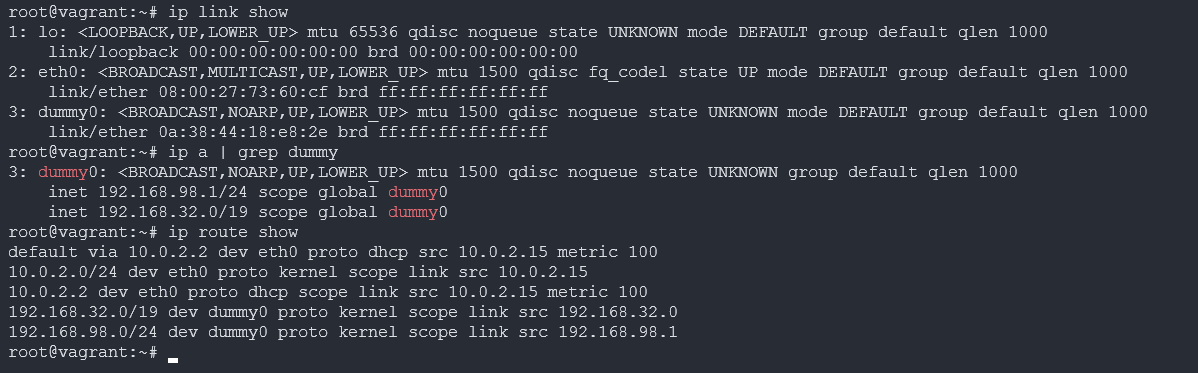 root@vagrant:~# ip link show
1: lo: <LOOPBACK,UP,LOWER_UP> mtu 65536 qdisc noqueue state UNKNOWN mode DEFAULT group default qlen 1000
    link/loopback 00:00:00:00:00:00 brd 00:00:00:00:00:00
2: eth0: <BROADCAST,MULTICAST,UP,LOWER_UP> mtu 1500 qdisc fq_codel state UP mode DEFAULT group default qlen 1000
    link/ether 08:00:27:73:60:cf brd ff:ff:ff:ff:ff:ff
3: dummy0: <BROADCAST,NOARP,UP,LOWER_UP> mtu 1500 qdisc noqueue state UNKNOWN mode DEFAULT group default qlen 1000
    link/ether 0a:38:44:18:e8:2e brd ff:ff:ff:ff:ff:ff
root@vagrant:~# ip a | grep dummy
3: dummy0: <BROADCAST,NOARP,UP,LOWER_UP> mtu 1500 qdisc noqueue state UNKNOWN group default qlen 1000
    inet 192.168.98.1/24 scope global dummy0
    inet 192.168.32.0/19 scope global dummy0
root@vagrant:~# ip route show
default via 10.0.2.2 dev eth0 proto dhcp src 10.0.2.15 metric 100
10.0.2.0/24 dev eth0 proto kernel scope link src 10.0.2.15
10.0.2.2 dev eth0 proto dhcp scope link src 10.0.2.15 metric 100
192.168.32.0/19 dev dummy0 proto kernel scope link src 192.168.32.0
192.168.98.0/24 dev dummy0 proto kernel scope link src 192.168.98.1
root@vagrant:~#